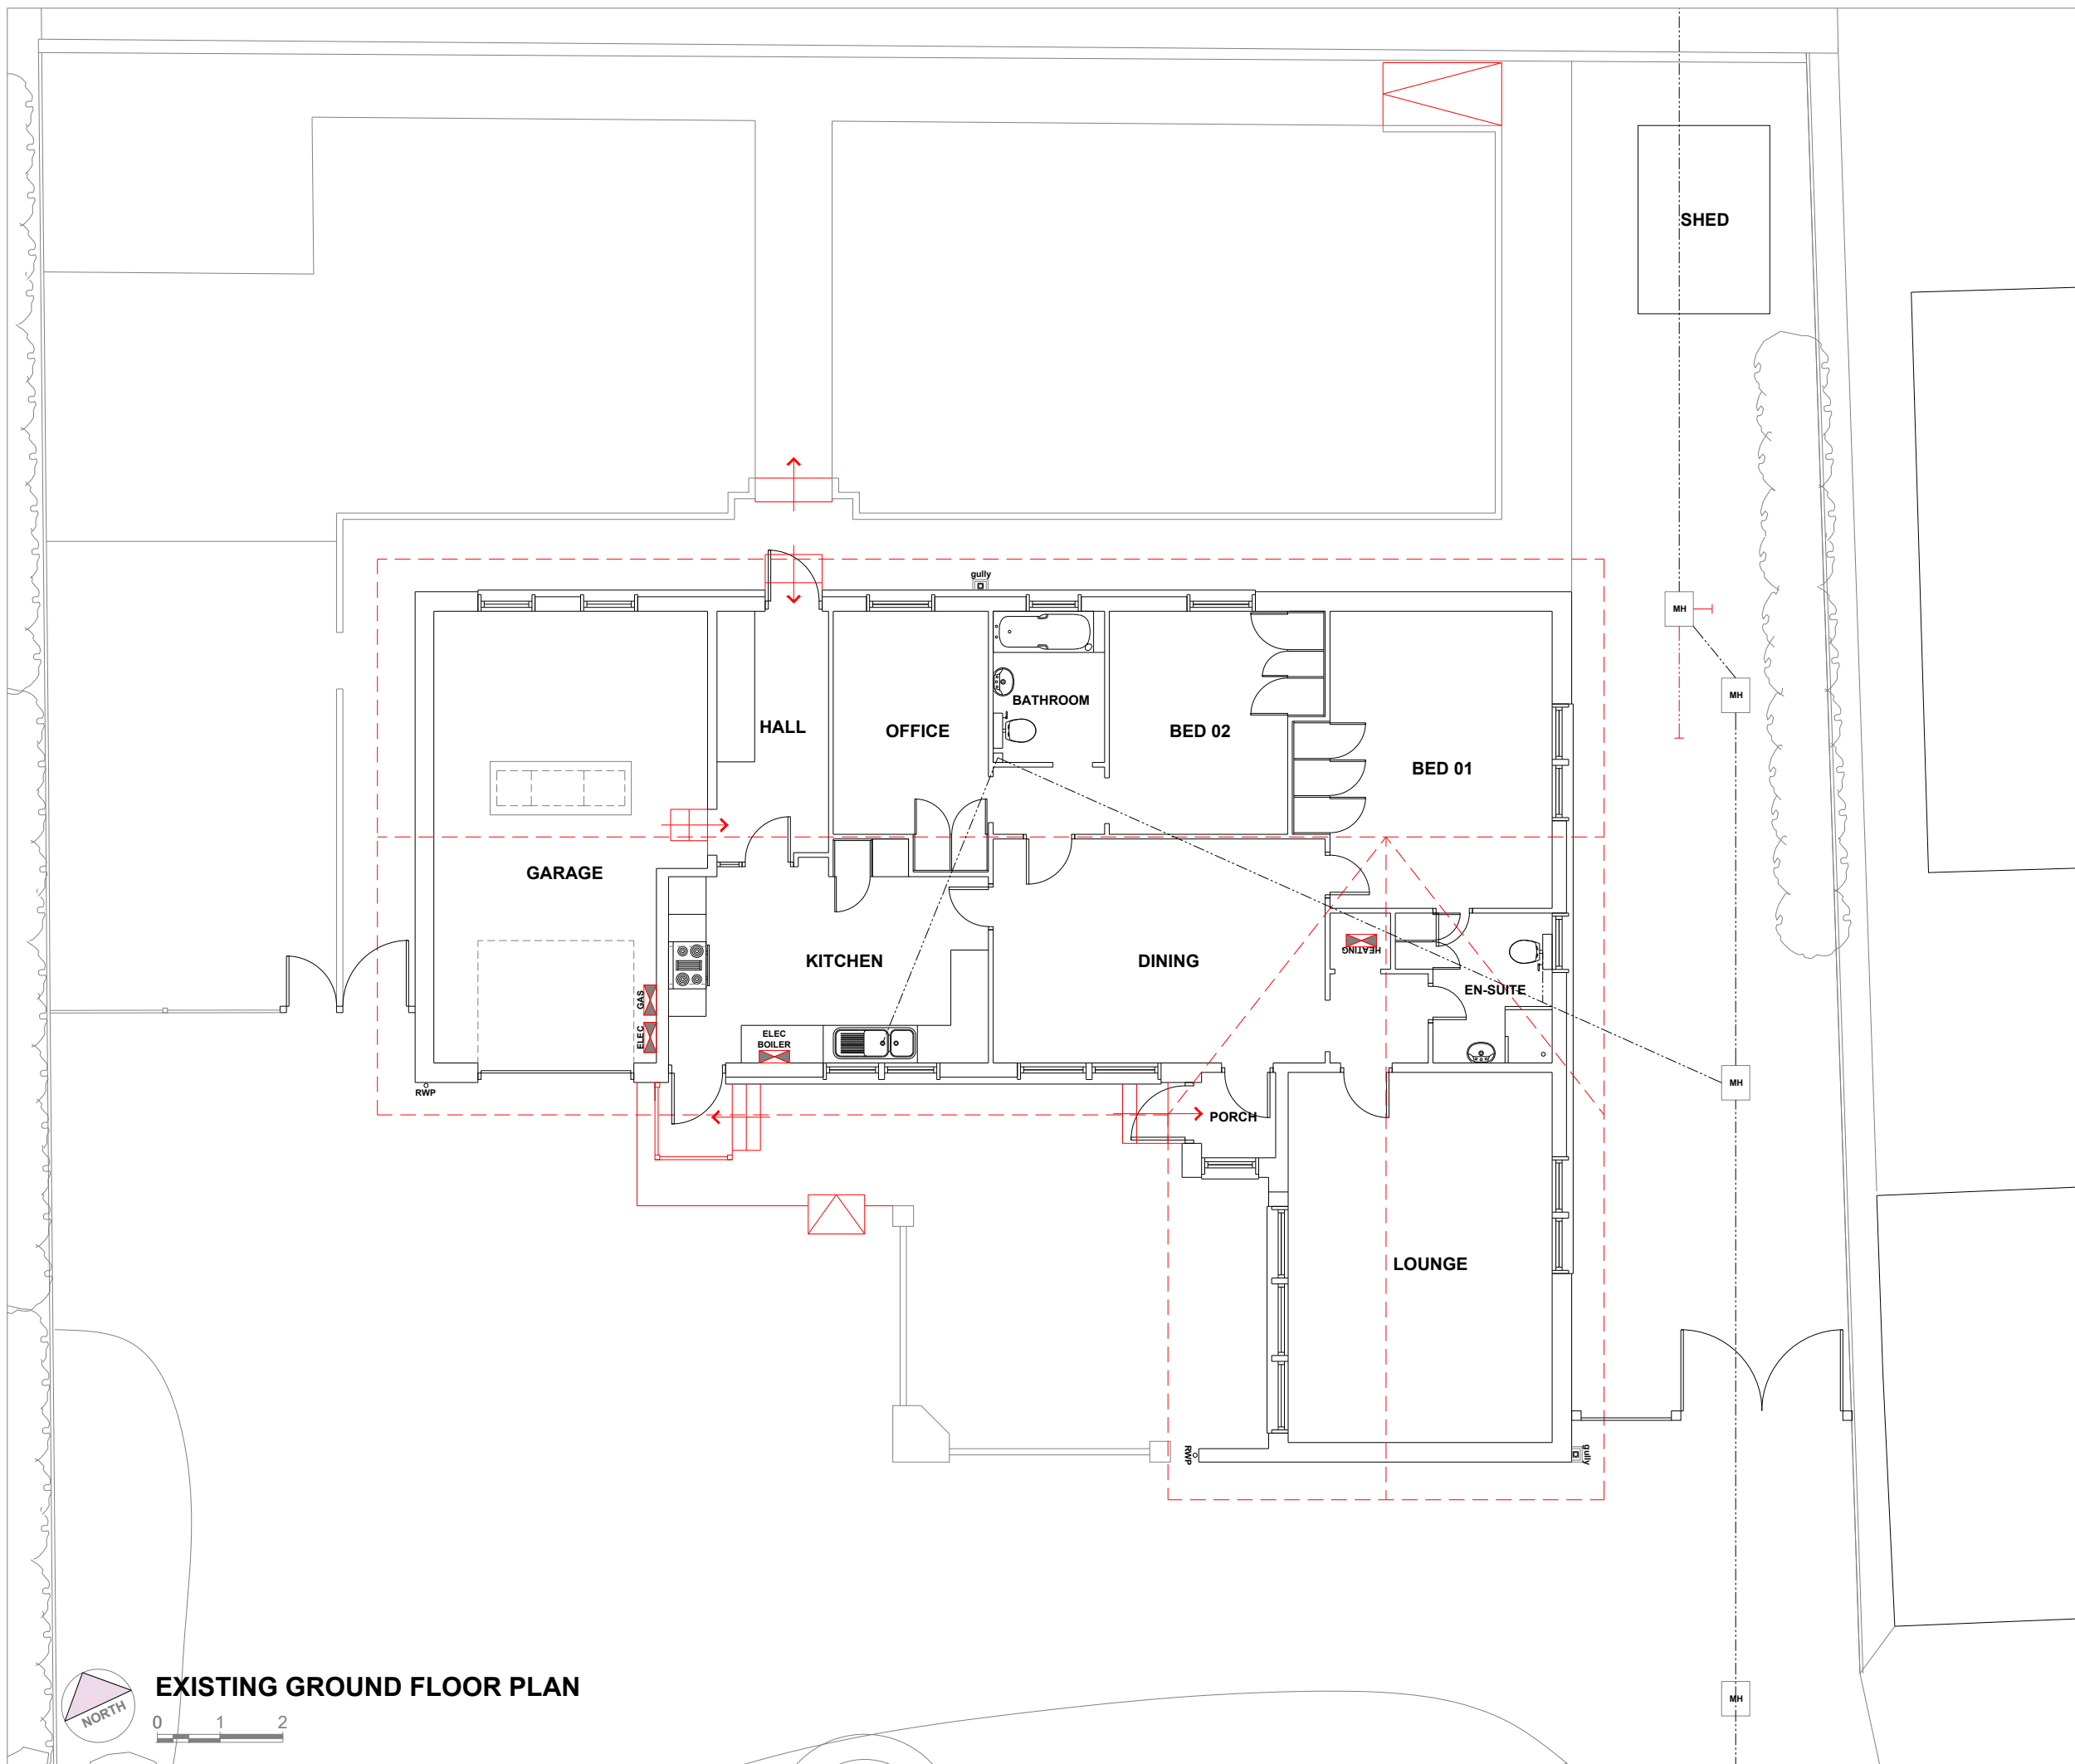 SHED
gully
MH
MH
HALL
OFFICE
BATHROOM
BED 02
BED 01
GARAGE
KITCHEN
DINING
HEATING
EN-SUITE
GAS
ELEC
ELEC
BOILER
MH
RWP
PORCH
LOUNGE
RWP
gully
EXISTING GROUND FLOOR PLAN
NORTH
0 1 2
MH